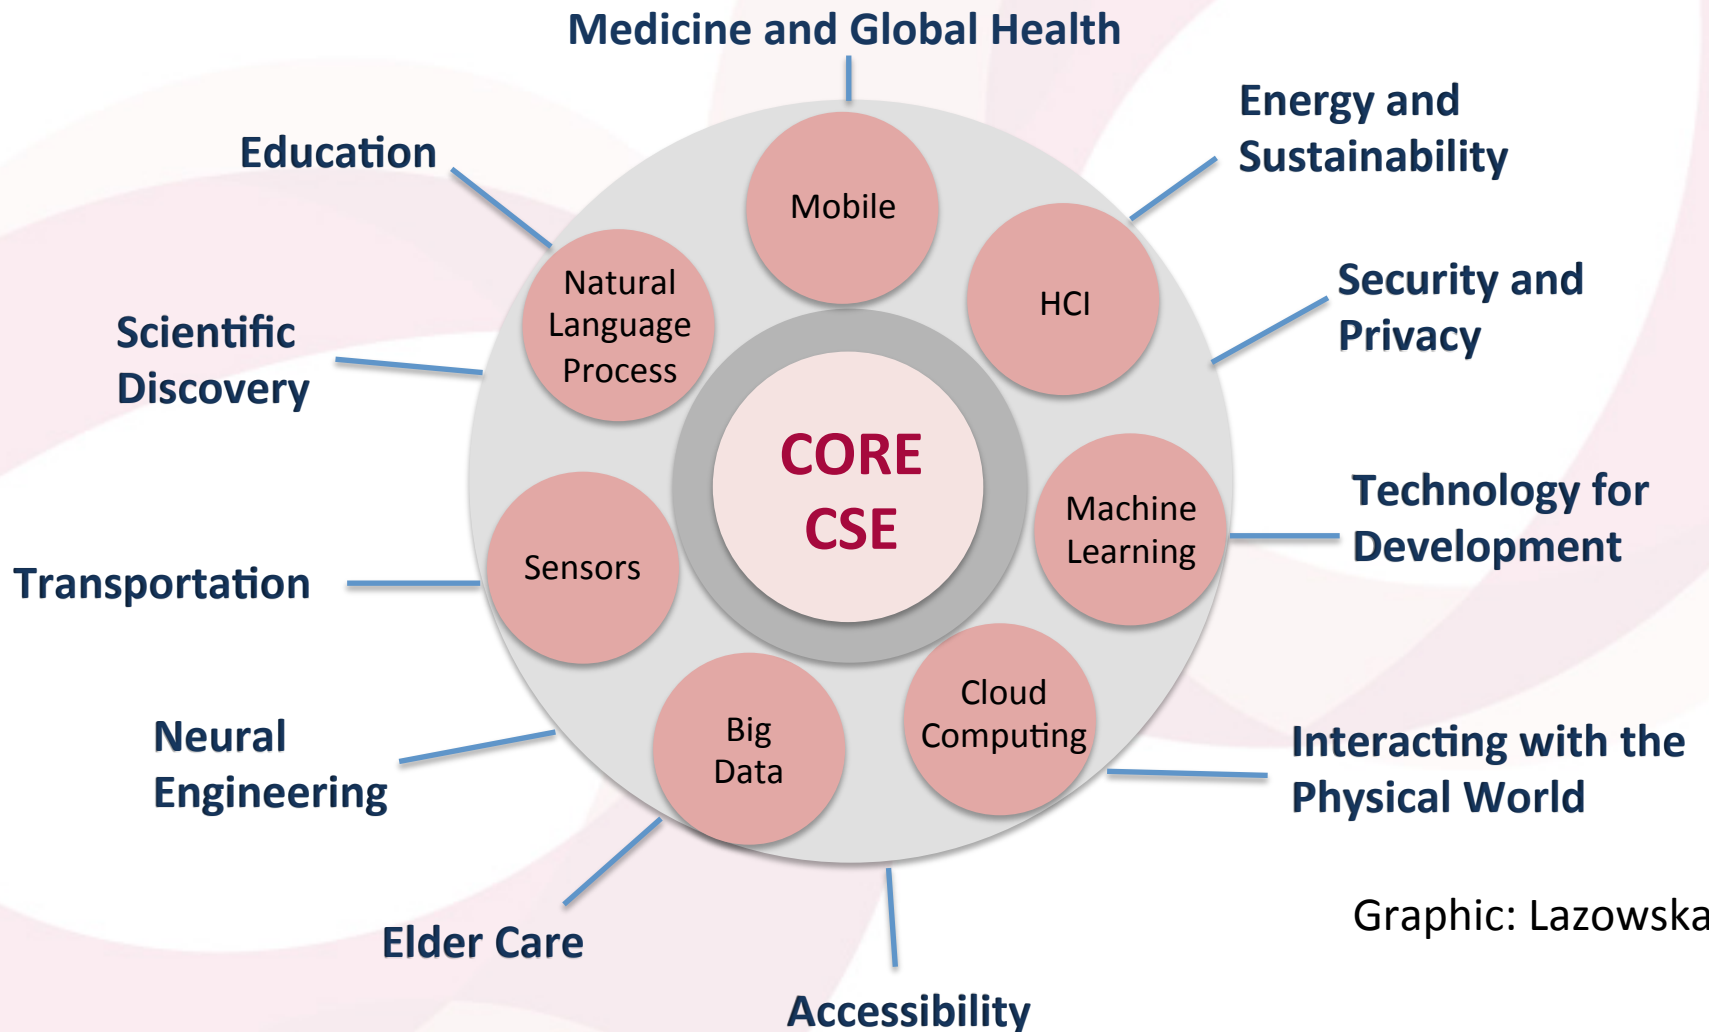 Medicine and Global Health
Energy and
Sustainability
Education
Mobile
Security and
Privacy
HCI
Natural
Language
Process
Scientific
Discovery
CORE
CSE
Machine
Learning
Technology for
Development
Sensors
Transportation
Cloud
Computing
Big
Data
Neural
Engineering
Interacting with the
Physical World
Elder Care
Graphic: Lazowska
Accessibility